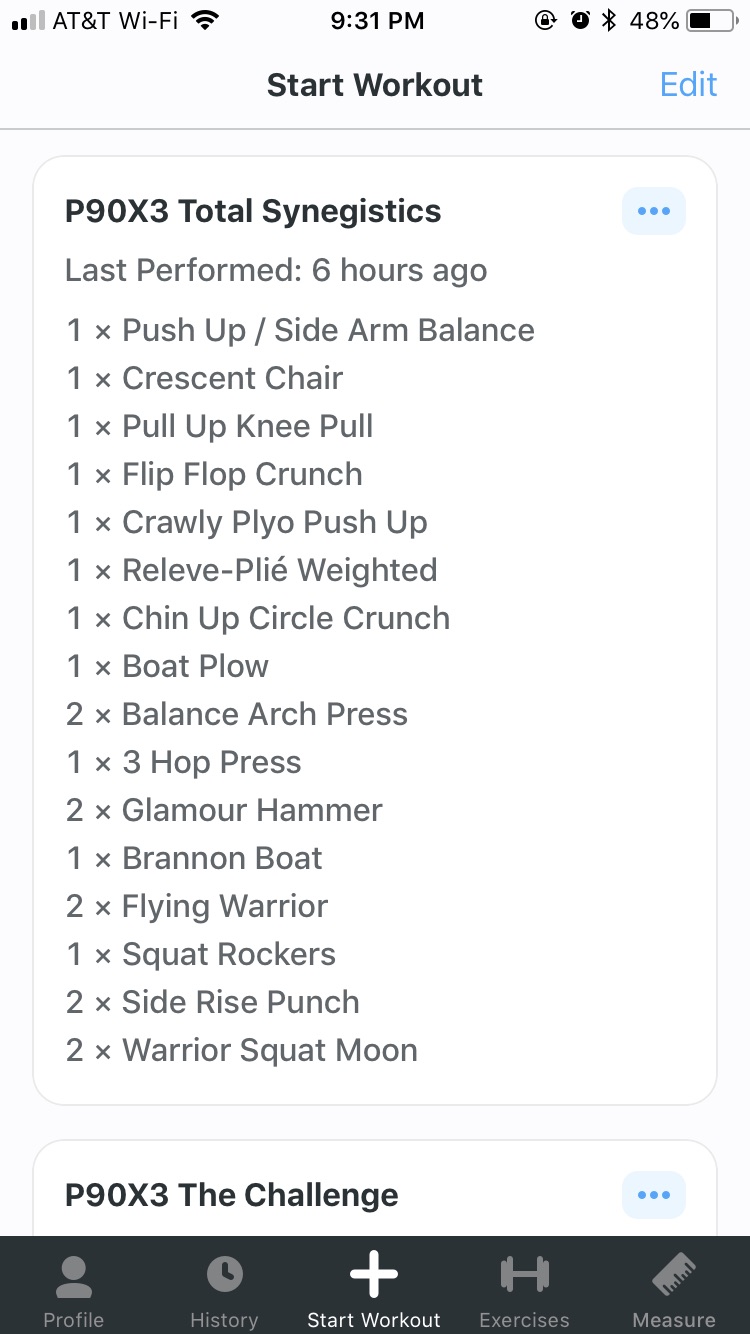 AT&T Wi-Fi 9:31 PM 48%
Start Workout Edit
P90X3 Total Synegistics
Last Performed: 6 hours ago
1 × Push Up / Side Arm Balance
1 × Crescent Chair
1 × Pull Up Knee Pull
1 × Flip Flop Crunch
1 × Crawly Plyo Push Up
1 × Releve-Plié Weighted
1 × Chin Up Circle Crunch
1 × Boat Plow
2 × Balance Arch Press
1 × 3 Hop Press
2 × Glamour Hammer
1 × Brannon Boat
2 × Flying Warrior
1 × Squat Rockers
2 × Side Rise Punch
2 × Warrior Squat Moon
P90X3 The Challenge
Profile History Start Workout Exercises Measure